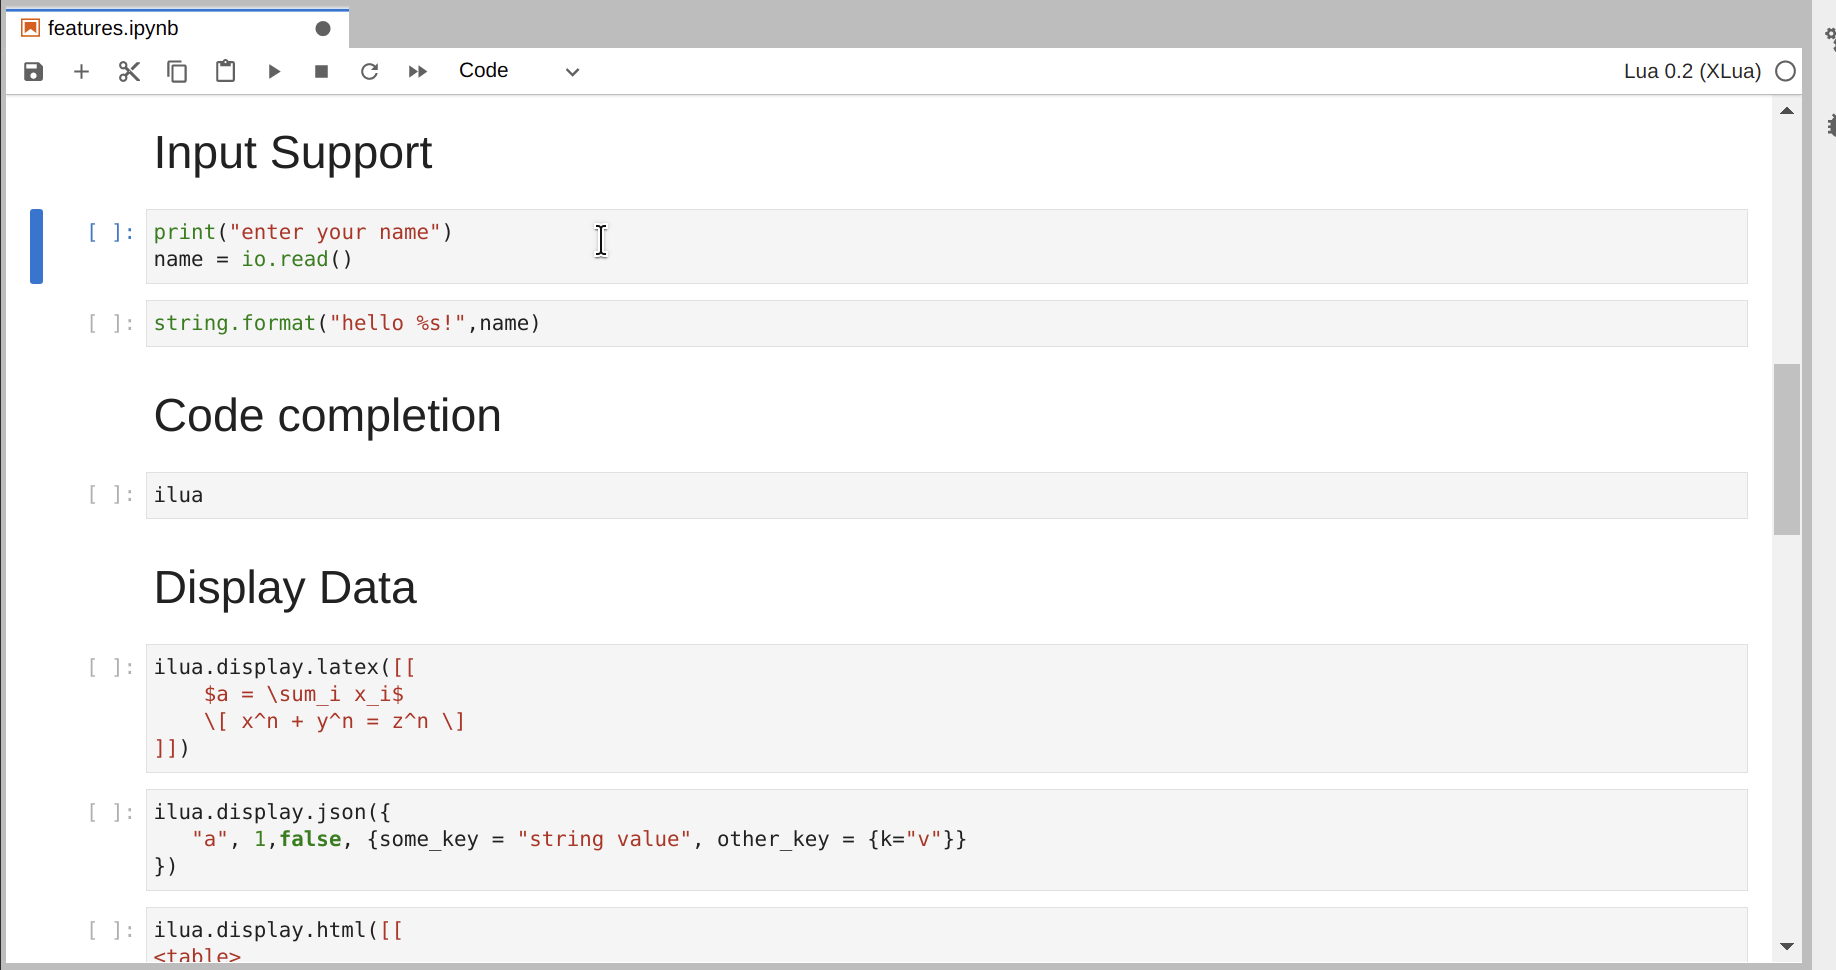 features.ipynb
Code
Lua 0.2 (XLua)
Input Support
[ ]:
print("enter your name")
name = io.read()
[ ]:
string.format("hello %s!",name)
Code completion
[ ]:
ilua
Display Data
[ ]:
ilua.display.latex([[
    $a = \sum_i x_i$
    \[ x^n + y^n = z^n \]
]])
[ ]:
ilua.display.json({
   "a", 1,false, {some_key = "string value", other_key = {k="v"}}
})
[ ]:
ilua.display.html([[
<table>